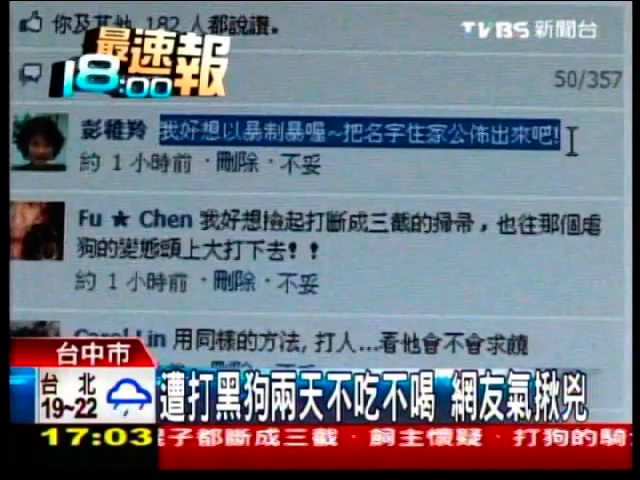 你及其他 182 人都說讚。
TVBS 新聞台
最速報
18:00
50/357
彭稚羚 我好想以暴制暴喔~把名字住家公佈出來吧!
約 1 小時前 · 刪除 · 不妥
Fu ★ Chen 我好想撿起打斷成三截的掃帚，也往那個虐
狗的變態頭上大打下去！！
約 1 小時前 · 刪除 · 不妥
Carol Lin 用同樣的方法, 打人...看他會不會求饒
台中市
台北
19~22
遭打黑狗兩天不吃不喝 網友氣揪兇
17:03
子都斷成三截﹒飼主懷疑﹒打狗的騎士